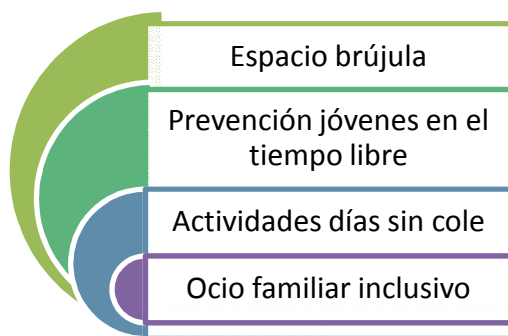 Espacio brújula
Prevención jóvenes en el
tiempo libre
Actividades días sin cole
Ocio familiar inclusivo